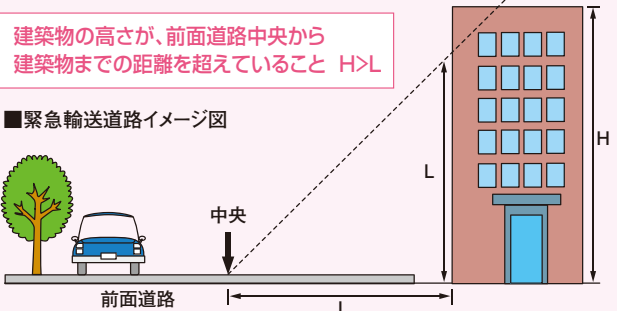 建築物の高さが、前面道路中央から
建築物までの距離を超えていること H>L
■緊急輸送道路イメージ図
H
L
中央
前面道路
L